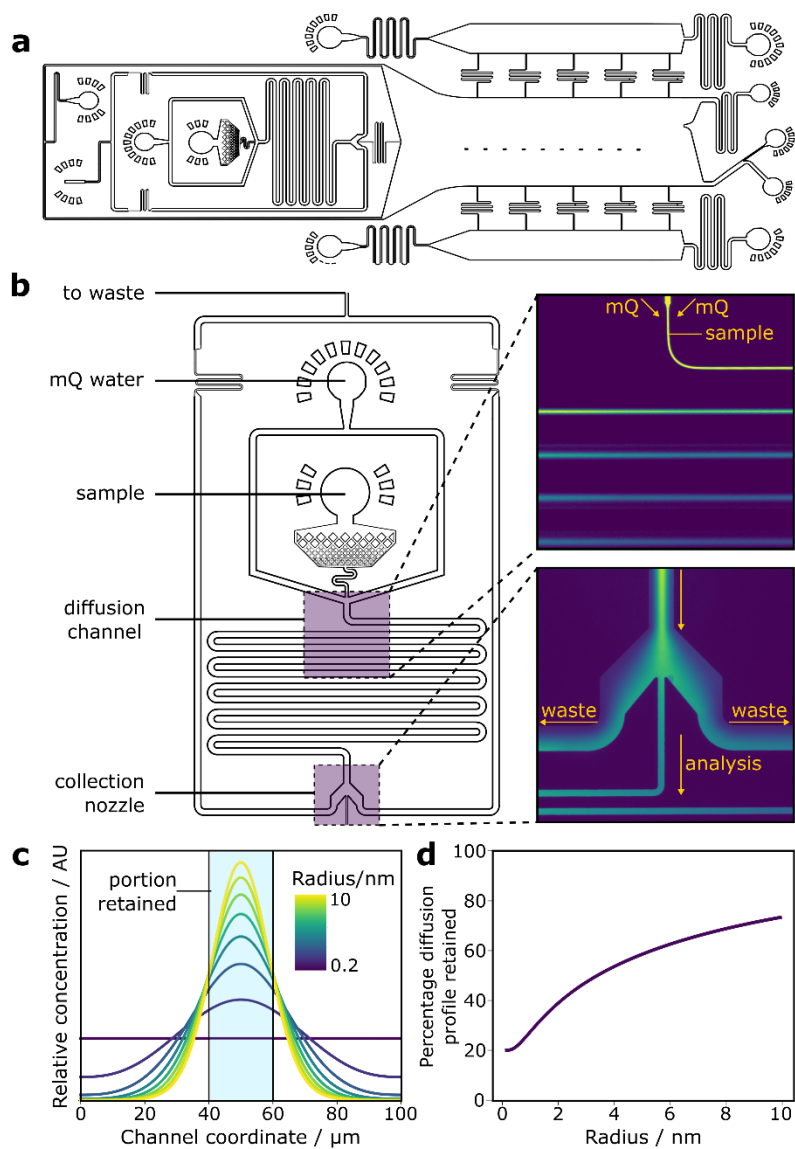 a
b
to waste
mQ water
sample
diffusion
channel
collection
nozzle
mQ mQ
sample
waste waste
analysis
c
portion
retained
Radius/nm
10
0.2
Relative concentration / AU
0 20 40 60 80 100
Channel coordinate / µm
d
Percentage diffusion
profile retained
100
80
60
40
20
0
0 2 4 6 8 10
Radius / nm